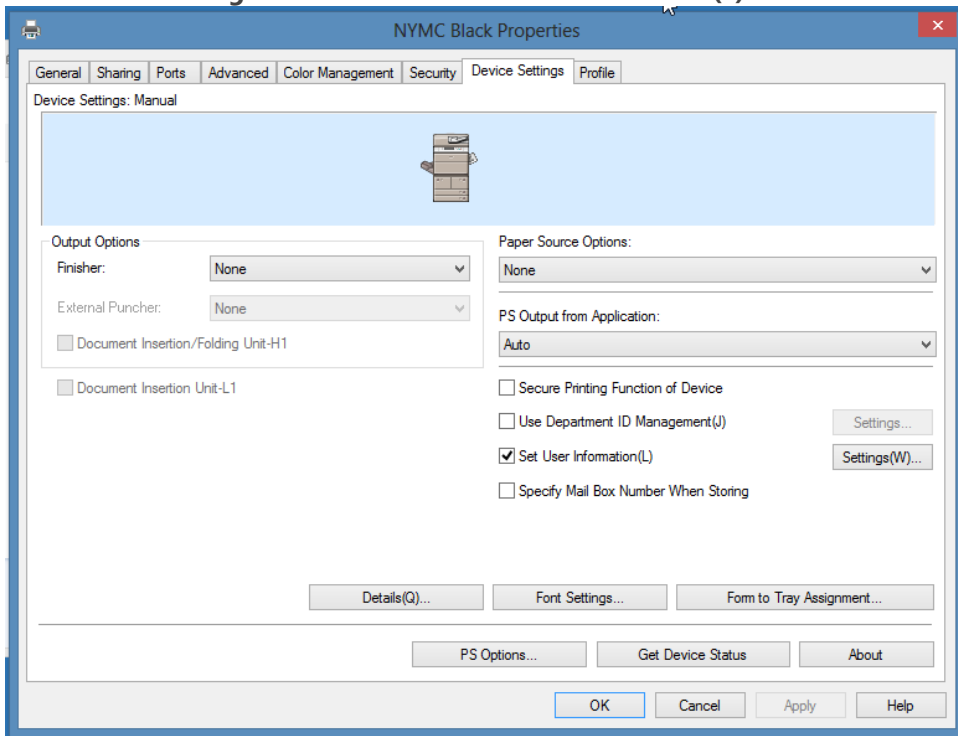 NYMC Black Properties
General Sharing Ports Advanced Color Management Security Device Settings Profile
Device Settings: Manual
Output Options
Finisher: None
External Puncher: None
Document Insertion/Folding Unit-H1
Document Insertion Unit-L1
Paper Source Options:
None
PS Output from Application:
Auto
Secure Printing Function of Device
Use Department ID Management(J) Settings...
Set User Information(L) Settings(W)...
Specify Mail Box Number When Storing
Details(Q)... Font Settings... Form to Tray Assignment...
PS Options... Get Device Status About
OK Cancel Apply Help